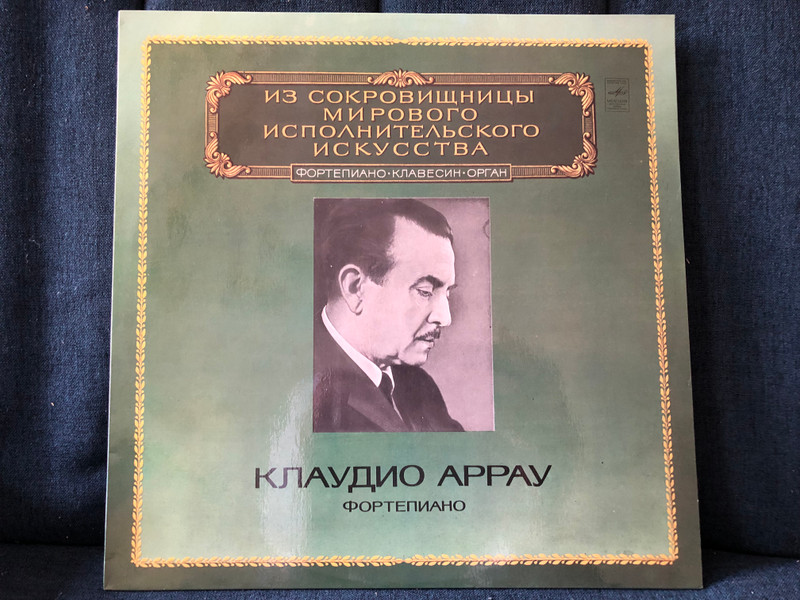 ИЗ СОКРОВИЩНИЦЫ
МИРОВОГО
ИСПОЛНИТЕЛЬСКОГО
ИСКУССТВА
ФОРТЕПИАНО·КЛАВЕСИН·ОРГАН
КЛАУДИО АРРАУ
ФОРТЕПИАНО